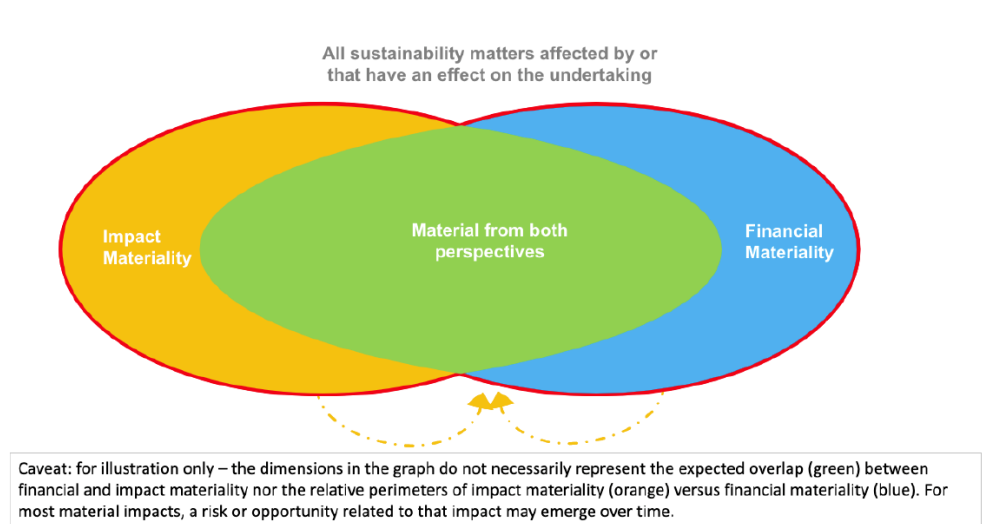 All sustainability matters affected by or
that have an effect on the undertaking
Impact
Materiality
Material from both
perspectives
Financial
Materiality
Caveat: for illustration only – the dimensions in the graph do not necessarily represent the expected overlap (green) between
financial and impact materiality nor the relative perimeters of impact materiality (orange) versus financial materiality (blue). For
most material impacts, a risk or opportunity related to that impact may emerge over time.